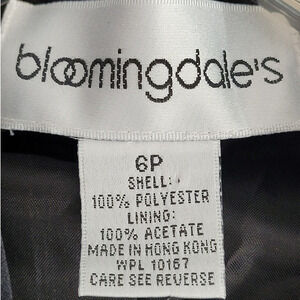 bloomingdale's
6P
SHELL:
100% POLYESTER
LINING:
100% ACETATE
MADE IN HONG KONG
WPL 10167
CARE SEE REVERSE